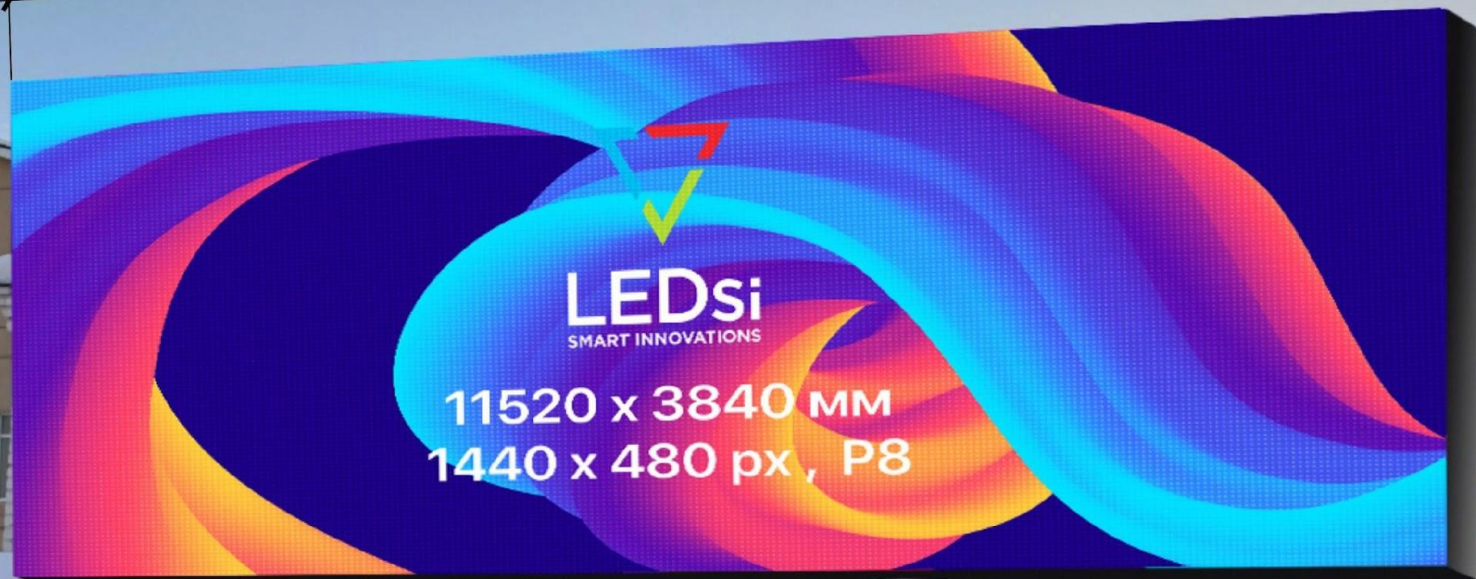 LEDsi
SMART INNOVATIONS
11520 x 3840 мм
1440 x 480 px , P8